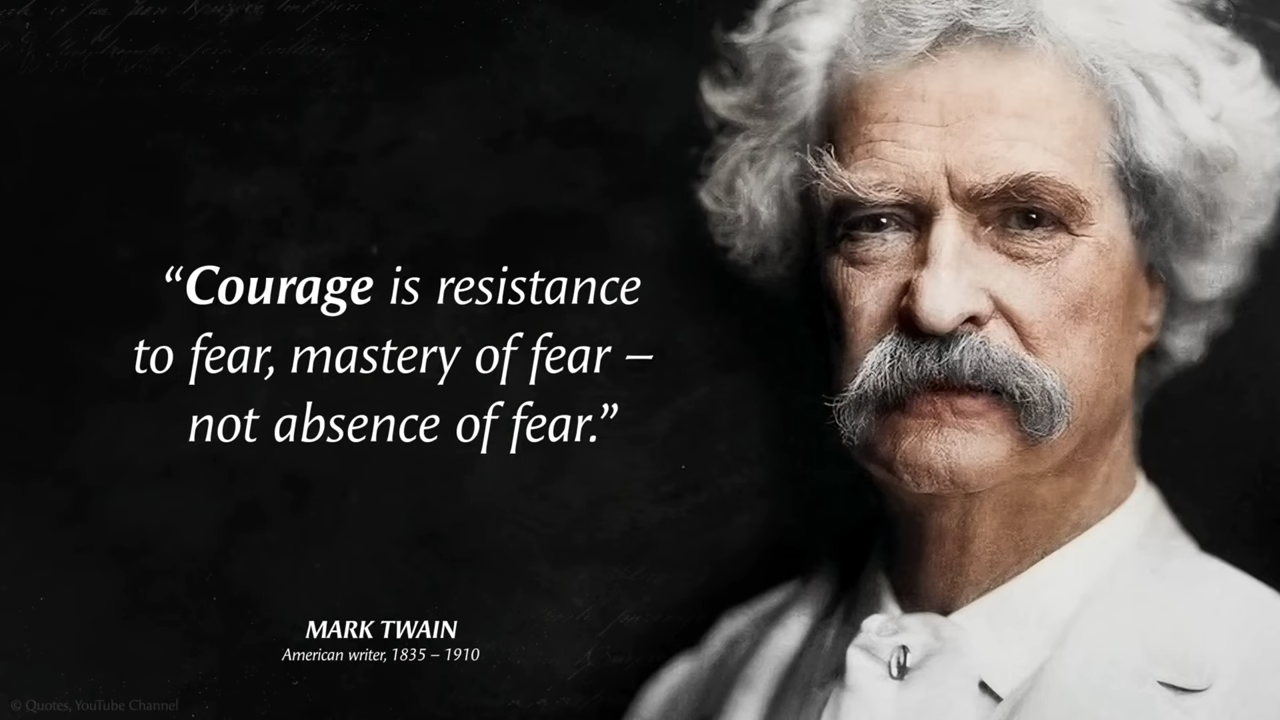 “Courage is resistance
to fear, mastery of fear –
not absence of fear.”
MARK TWAIN
American writer, 1835 – 1910
© Quotes, YouTube Channel